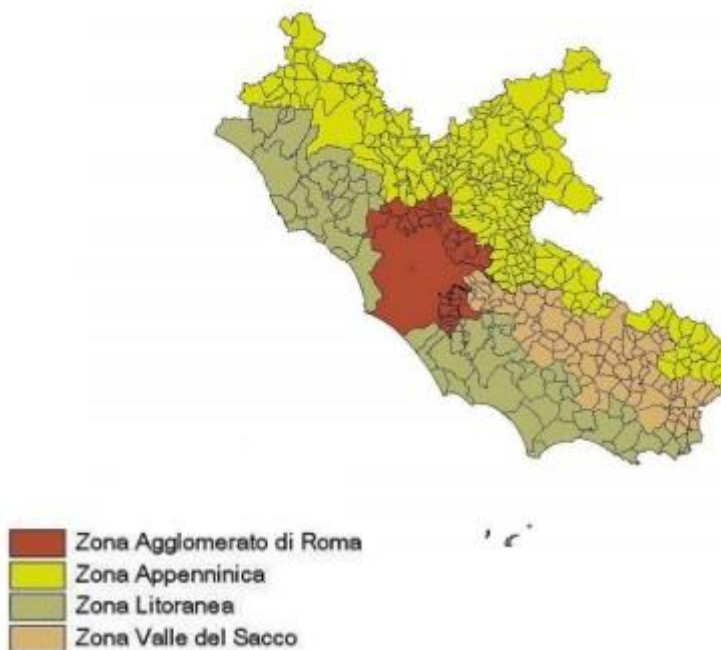 Zona Agglomerato di Roma
Zona Appenninica
Zona Litoranea
Zona Valle del Sacco